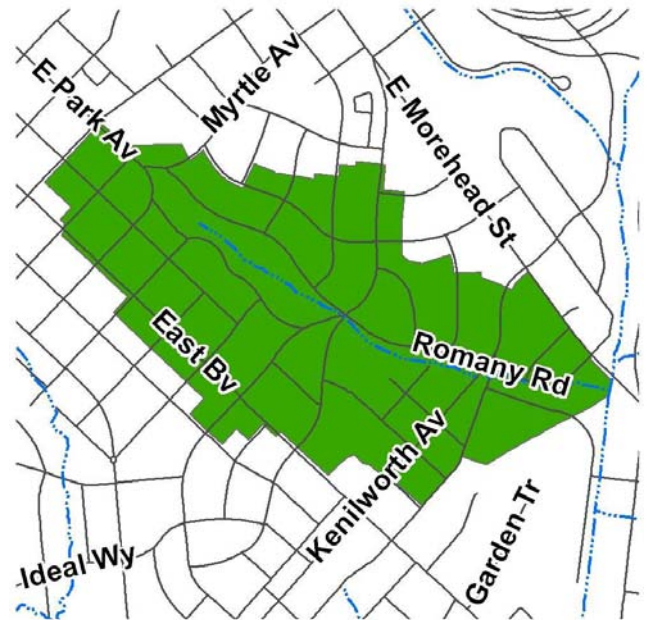 E Park Av
Myrtle Av
E Morehead St
East Bv
Romany Rd
Kenilworth Av
Ideal Wy
Garden Tr